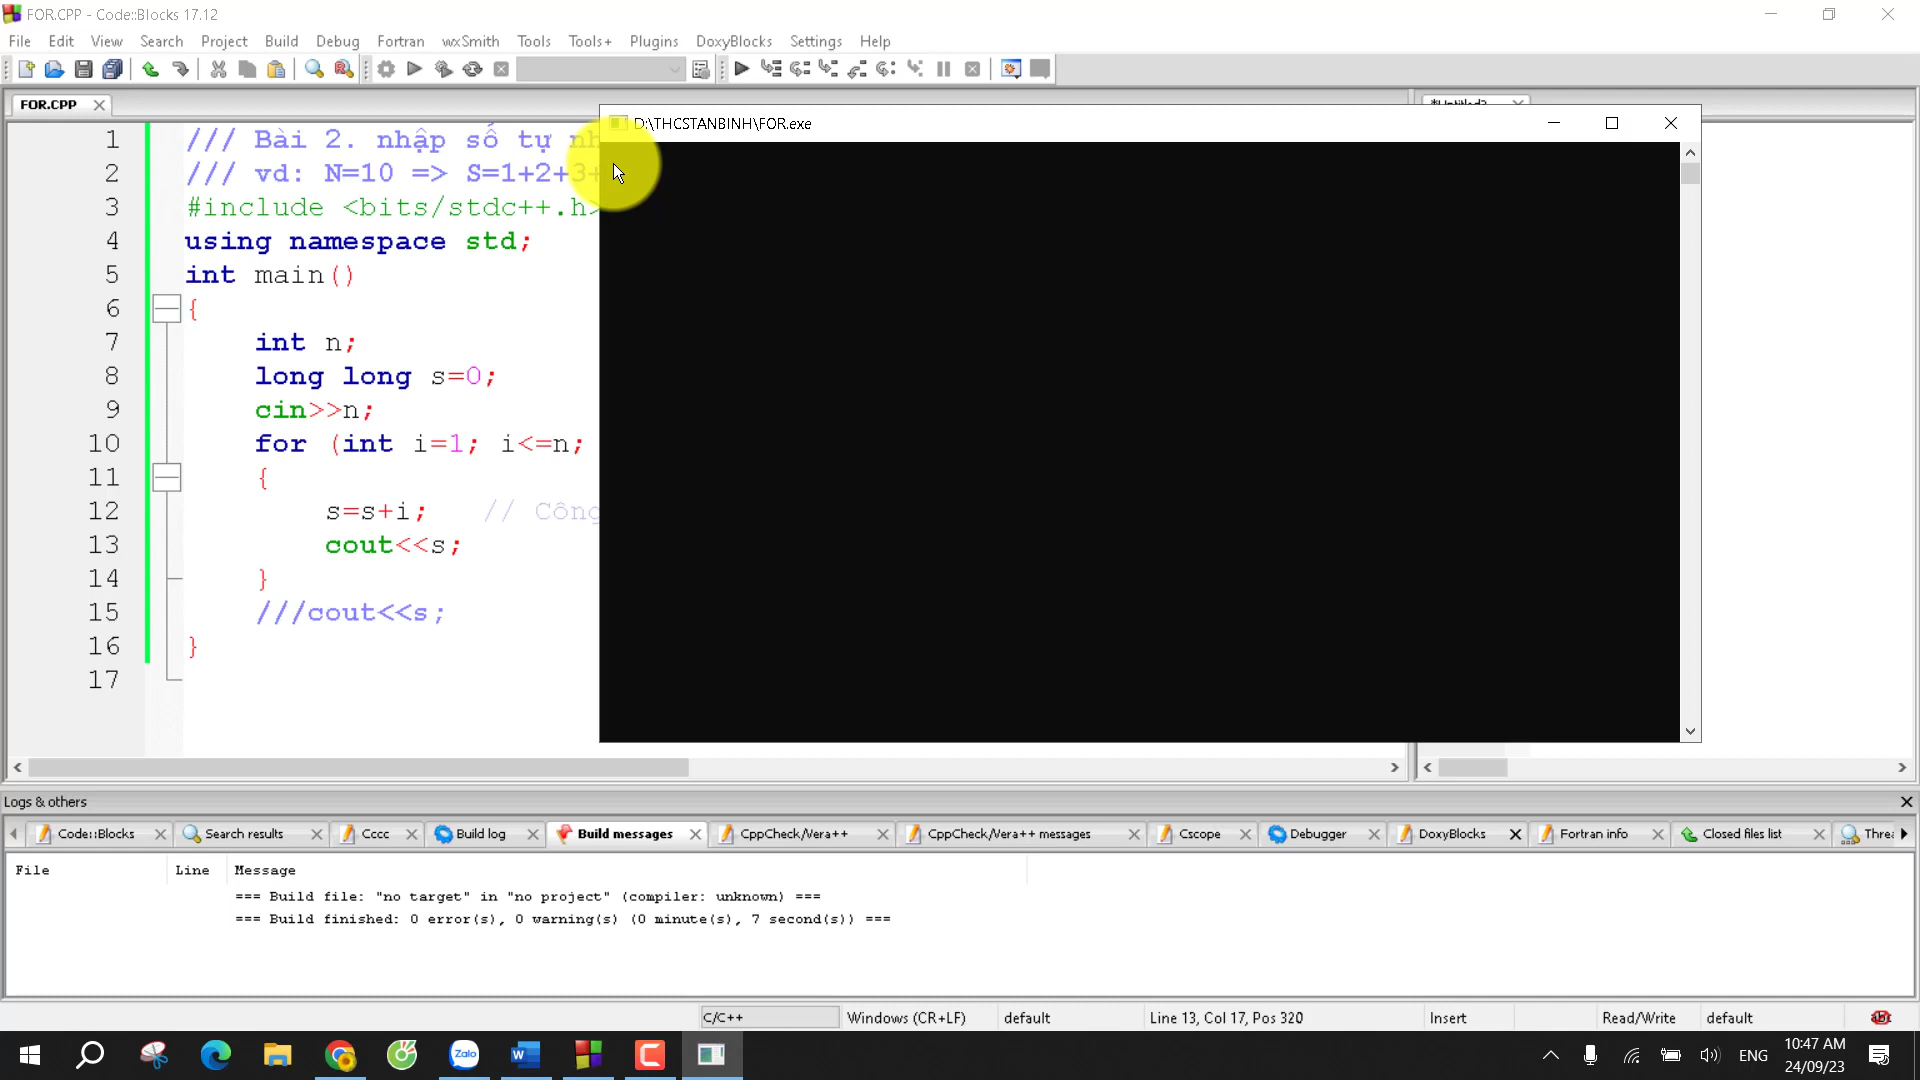 FOR.CPP - Code::Blocks 17.12
File Edit View Search Project Build Debug Fortran wxSmith Tools Tools+ Plugins DoxyBlocks Settings Help
FOR.CPP
D:\THCSTANBINH\FOR.exe
1 /// Bài 2. nhập số tự nh
2 /// vd: N=10 => S=1+2+3+
3 #include <bits/stdc++.h>
4 using namespace std;
5 int main()
6 {
7 int n;
8 long long s=0;
9 cin>>n;
10 for (int i=1; i<=n;
11 {
12 s=s+i; // Công
13 cout<<s;
14 }
15 ///cout<<s;
16 }
17
Logs & others
Code::Blocks Search results Cccc Build log Build messages CppCheck/Vera++ CppCheck/Vera++ messages Cscope Debugger DoxyBlocks Fortran info Closed files list Threa
File Line Message
=== Build file: "no target" in "no project" (compiler: unknown) ===
=== Build finished: 0 error(s), 0 warning(s) (0 minute(s), 7 second(s)) ===
C/C++ Windows (CR+LF) default Line 13, Col 17, Pos 320 Insert Read/Write default
Zalo ENG 10:47 AM
24/09/23